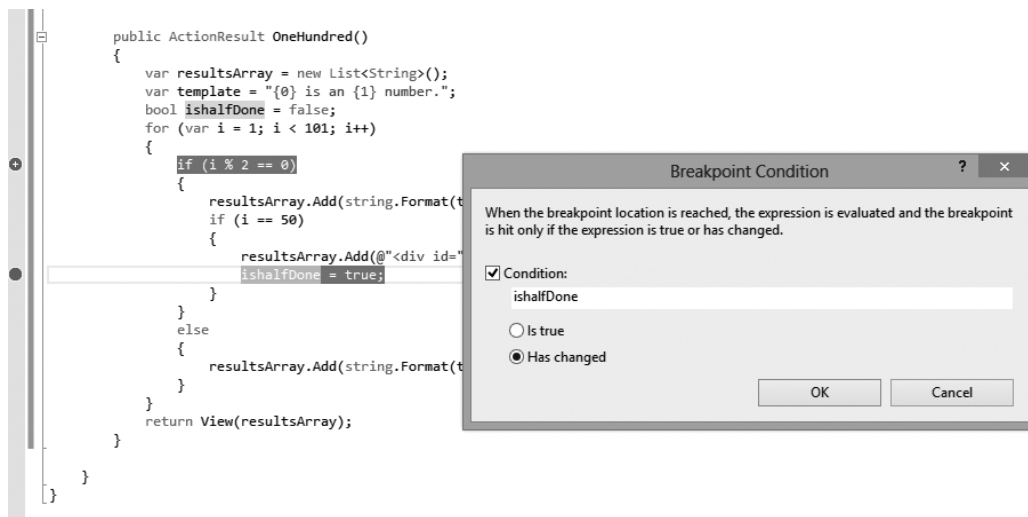 public ActionResult OneHundred()
{
var resultsArray = new List<String>();
var template = "{0} is an {1} number.";
bool ishalfDone = false;
for (var i = 1; i < 101; i++)
{
if (i % 2 == 0)
{
resultsArray.Add(string.Format(t
if (i == 50)
{
resultsArray.Add(@"<div id="
ishalfDone = true;
}
}
else
{
resultsArray.Add(string.Format(t
}
}
return View(resultsArray);
}
}
}
Breakpoint Condition
? ×
When the breakpoint location is reached, the expression is evaluated and the breakpoint
is hit only if the expression is true or has changed.
Condition:
ishalfDone
Is true
Has changed
OK
Cancel